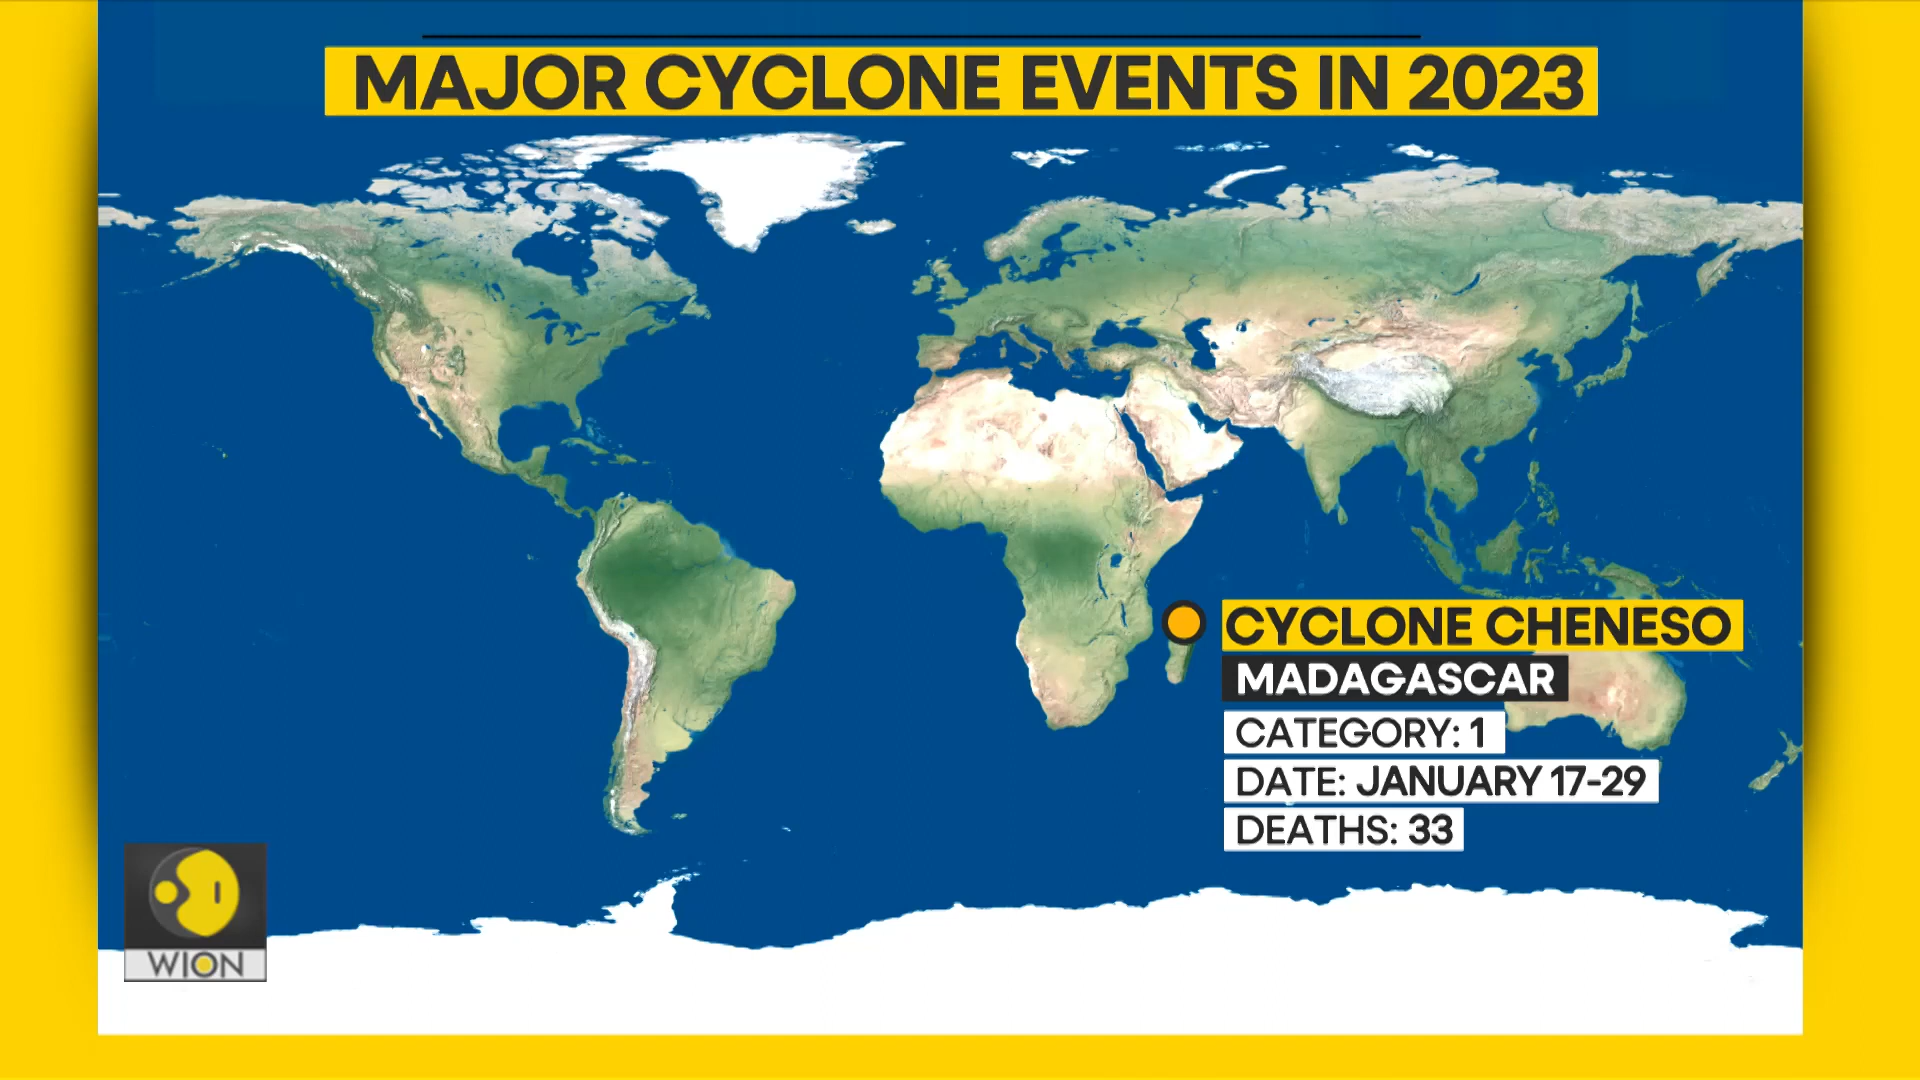 MAJOR CYCLONE EVENTS IN 2023
CYCLONE CHENESO
MADAGASCAR
CATEGORY: 1
DATE: JANUARY 17-29
DEATHS: 33
WION